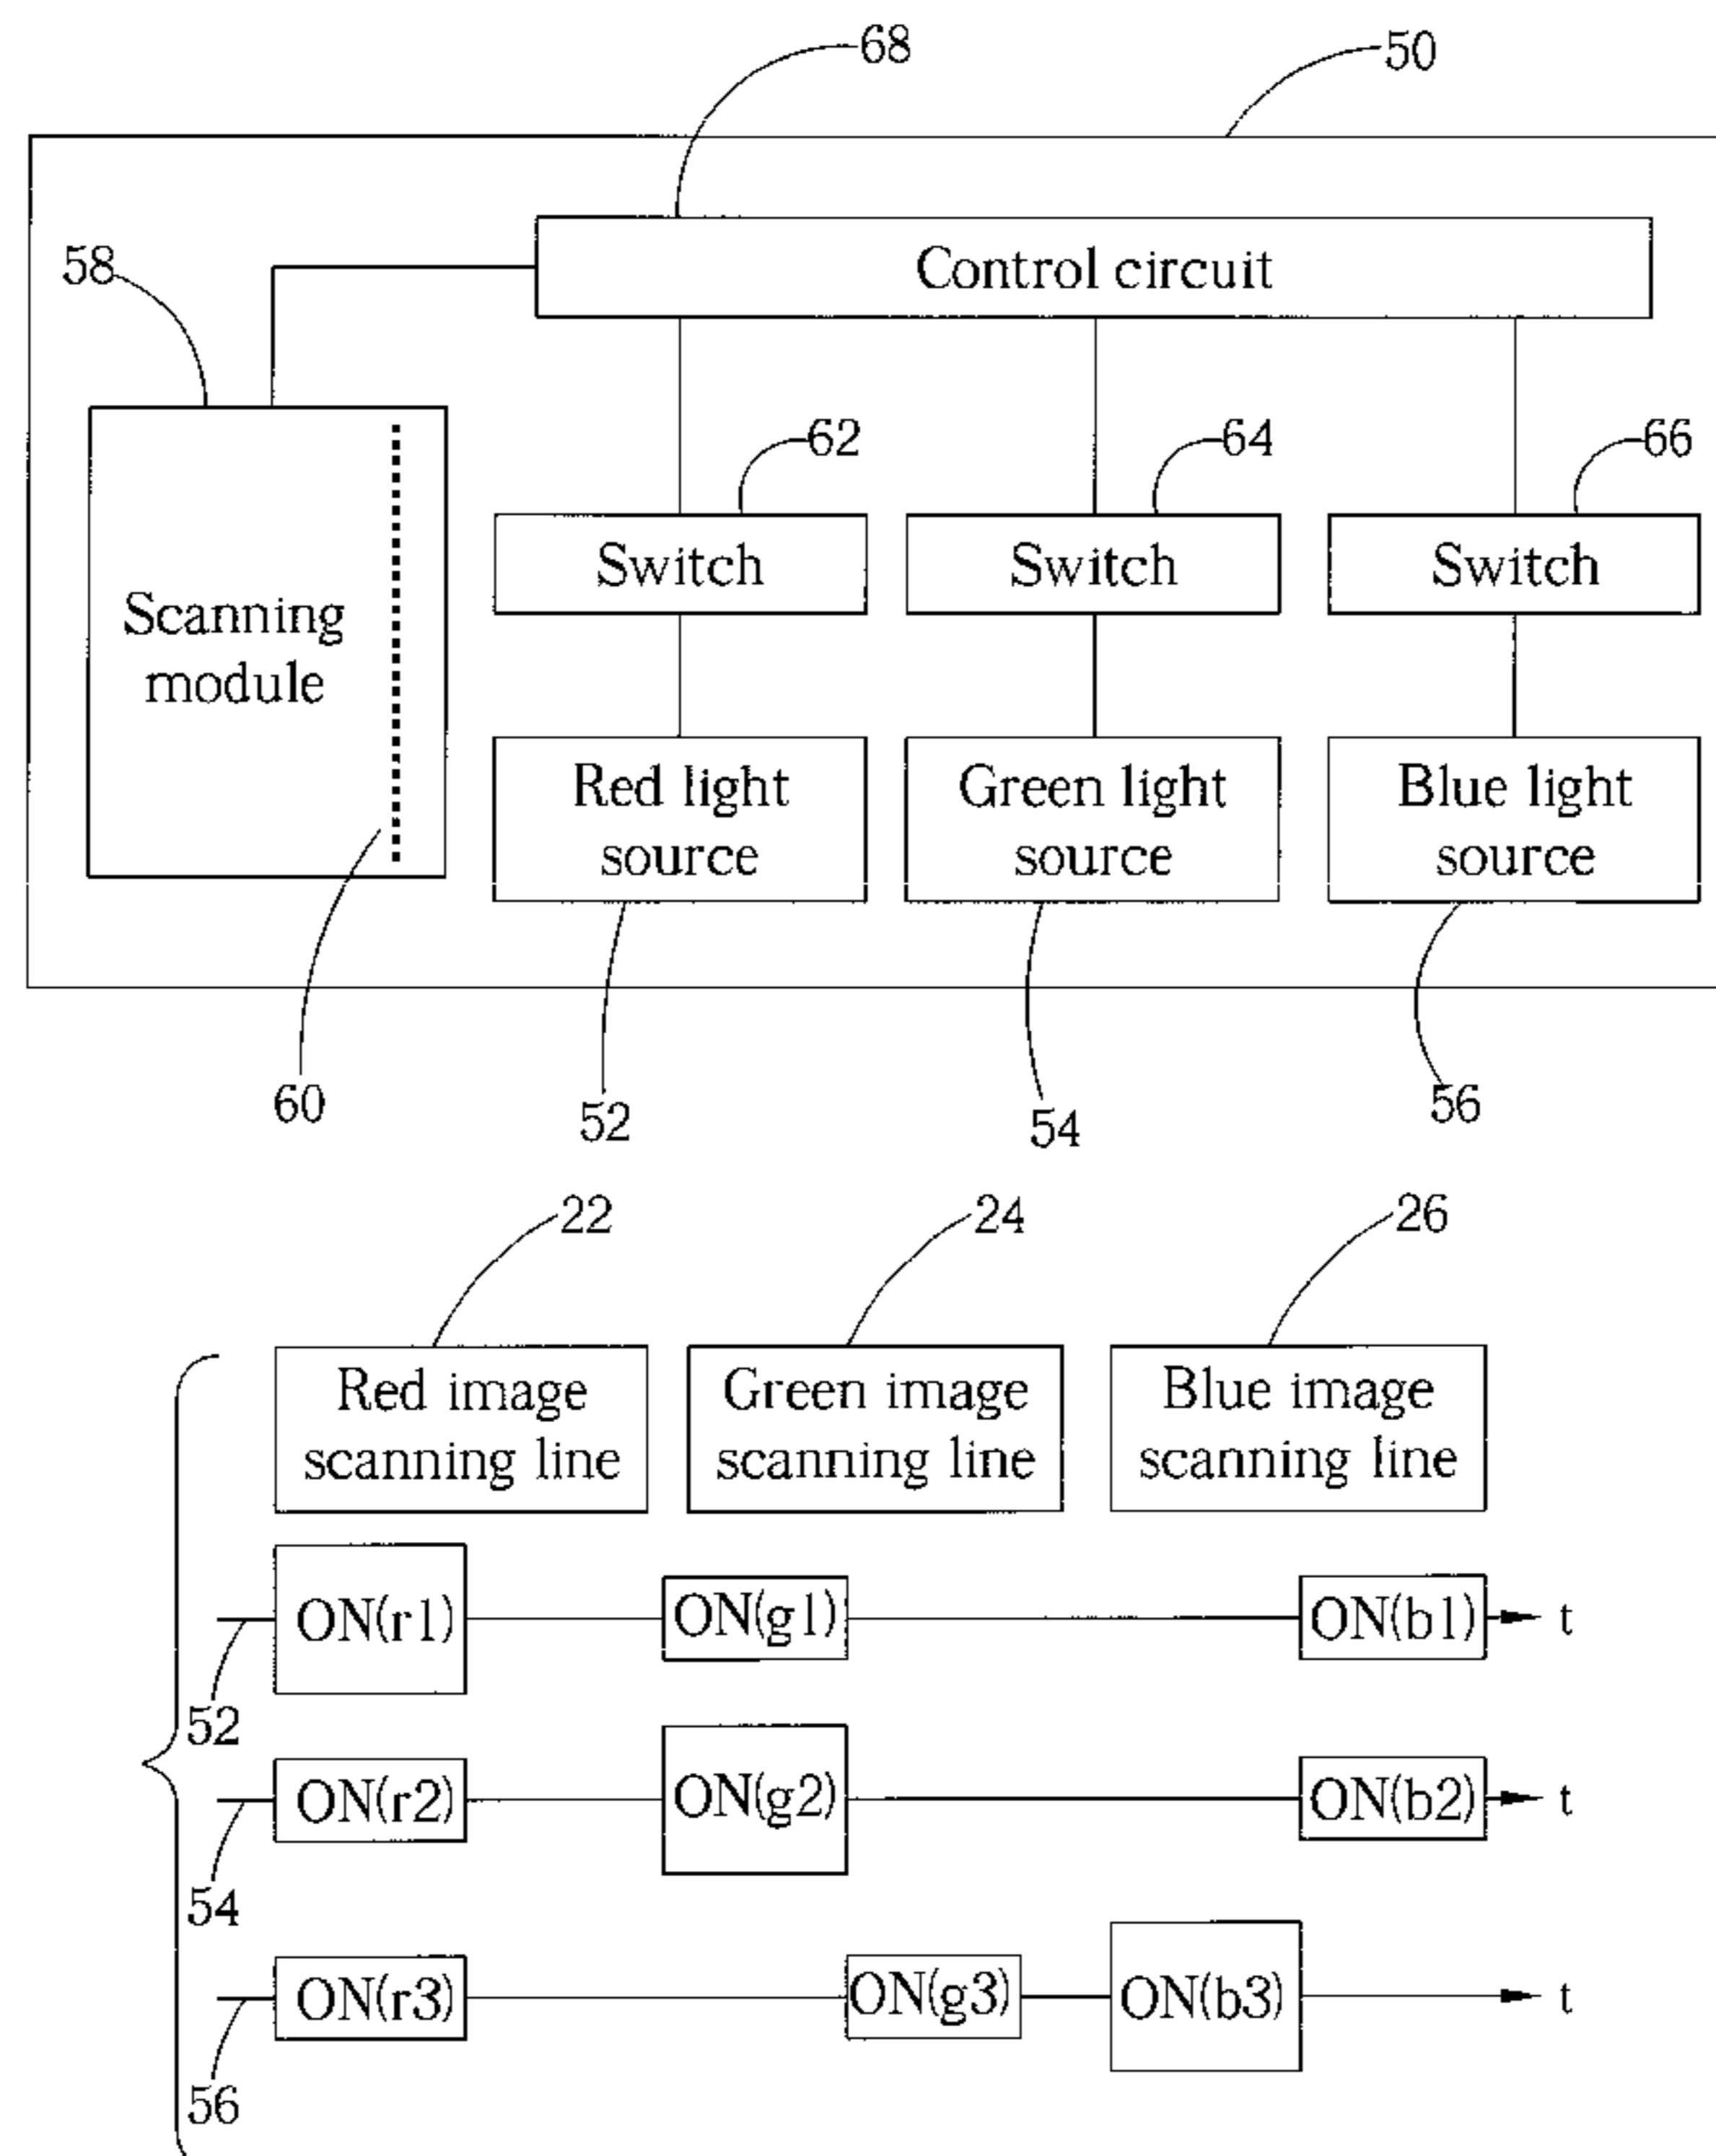 68
50
Control circuit
58
62
64
66
Switch
Switch
Switch
Scanning
module
Red light
source
Green light
source
Blue light
source
60
52
54
56
22
24
26
Red image
scanning line
Green image
scanning line
Blue image
scanning line
ON(r1)
ON(g1)
ON(b1)
t
52
ON(r2)
ON(g2)
ON(b2)
t
54
ON(r3)
ON(g3)
ON(b3)
t
56